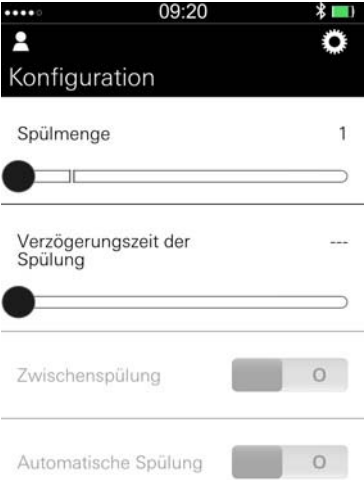 09:20
Konfiguration
Spülmenge 1
Verzögerungszeit der ---
Spülung
Zwischenspülung O
Automatische Spülung O